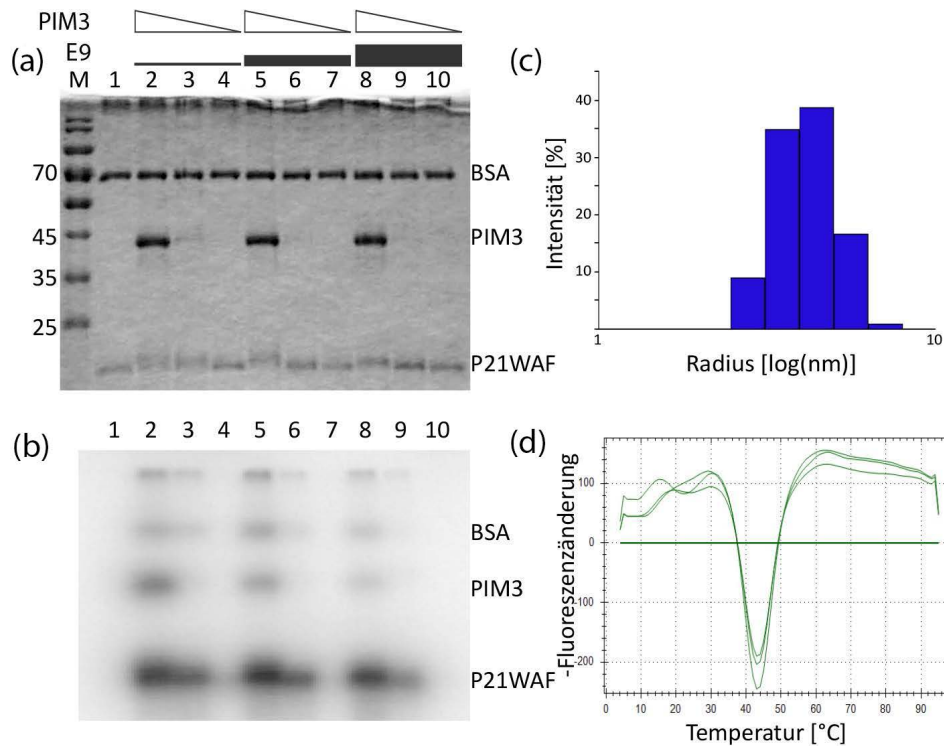 PIM3
E9
(a)
M 1 2 3 4 5 6 7 8 9 10
70
45
35
25
BSA
PIM3
P21WAF
(b)
1 2 3 4 5 6 7 8 9 10
BSA
PIM3
P21WAF
(c)
Intensität [%]
40
30
20
10
1 10
Radius [log(nm)]
(d)
-Fluoreszenzänderung
100
0
-100
-200
0 10 20 30 40 50 60 70 80 90
Temperatur [°C]